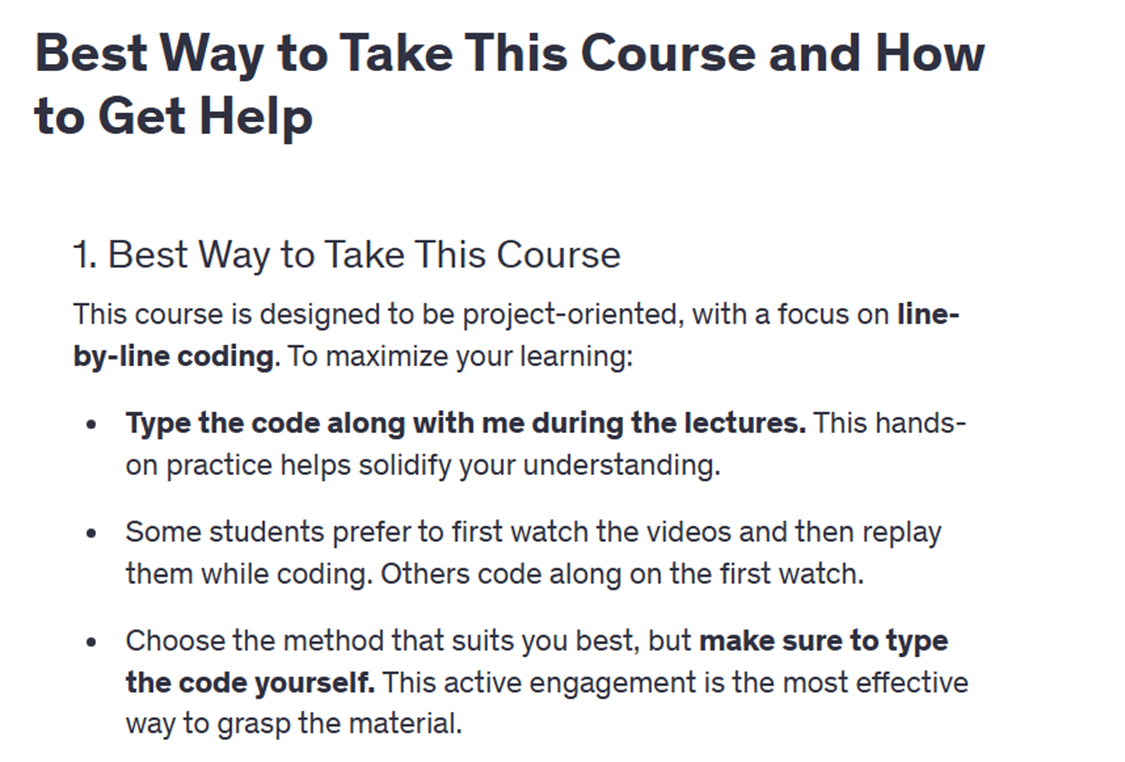 Best Way to Take This Course and How
to Get Help
1. Best Way to Take This Course
This course is designed to be project-oriented, with a focus on line-
by-line coding. To maximize your learning:
• Type the code along with me during the lectures. This hands-
on practice helps solidify your understanding.
• Some students prefer to first watch the videos and then replay
them while coding. Others code along on the first watch.
• Choose the method that suits you best, but make sure to type
the code yourself. This active engagement is the most effective
way to grasp the material.